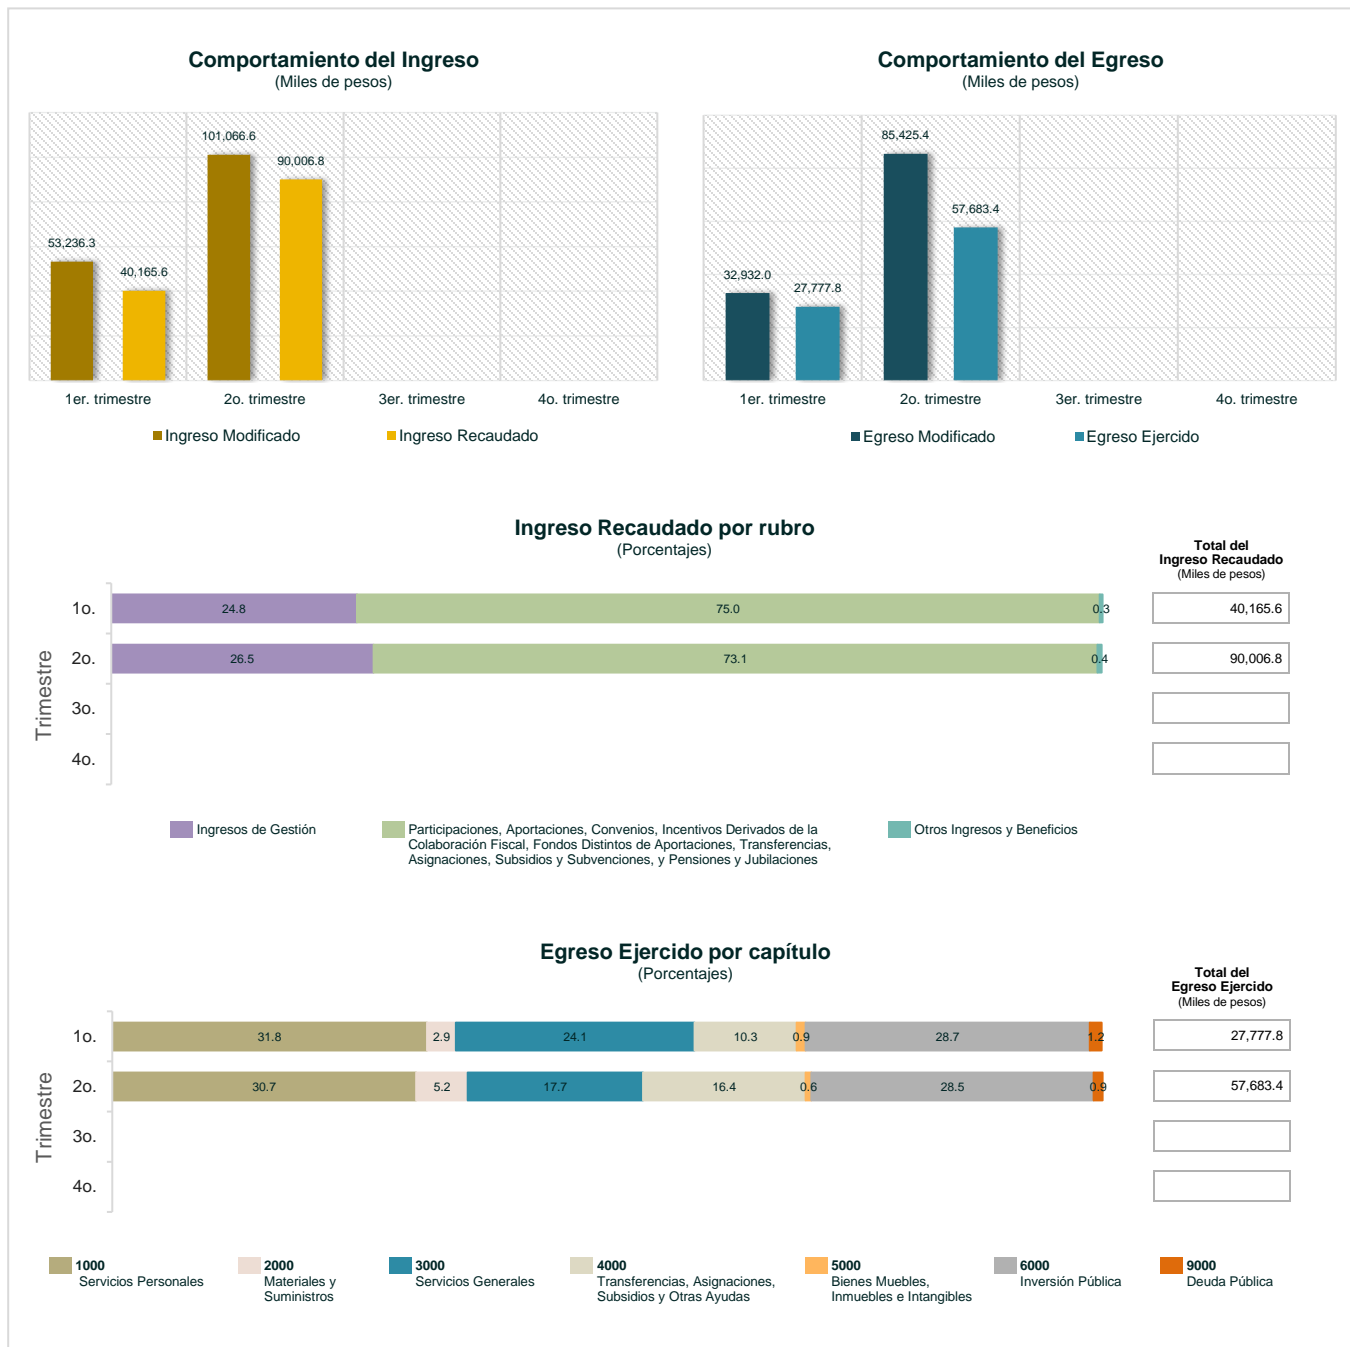 Comportamiento del Ingreso
(Miles de pesos)
101,066.6
90,006.8
53,236.3
40,165.6
1er. trimestre
2o. trimestre
3er. trimestre
4o. trimestre
Ingreso Modificado
Ingreso Recaudado
Comportamiento del Egreso
(Miles de pesos)
85,425.4
57,683.4
32,932.0
27,777.8
1er. trimestre
2o. trimestre
3er. trimestre
4o. trimestre
Egreso Modificado
Egreso Ejercido
Ingreso Recaudado por rubro
(Porcentajes)
Total del
Ingreso Recaudado
(Miles de pesos)
Trimestre
1o.
24.8
75.0
0.3
40,165.6
2o.
26.5
73.1
0.4
90,006.8
3o.
4o.
Ingresos de Gestión
Participaciones, Aportaciones, Convenios, Incentivos Derivados de la
Colaboración Fiscal, Fondos Distintos de Aportaciones, Transferencias,
Asignaciones, Subsidios y Subvenciones, y Pensiones y Jubilaciones
Otros Ingresos y Beneficios
Egreso Ejercido por capítulo
(Porcentajes)
Total del
Egreso Ejercido
(Miles de pesos)
Trimestre
1o.
31.8
2.9
24.1
10.3
0.9
28.7
1.2
27,777.8
2o.
30.7
5.2
17.7
16.4
0.6
28.5
0.9
57,683.4
3o.
4o.
1000
Servicios Personales
2000
Materiales y
Suministros
3000
Servicios Generales
4000
Transferencias, Asignaciones,
Subsidios y Otras Ayudas
5000
Bienes Muebles,
Inmuebles e Intangibles
6000
Inversión Pública
9000
Deuda Pública